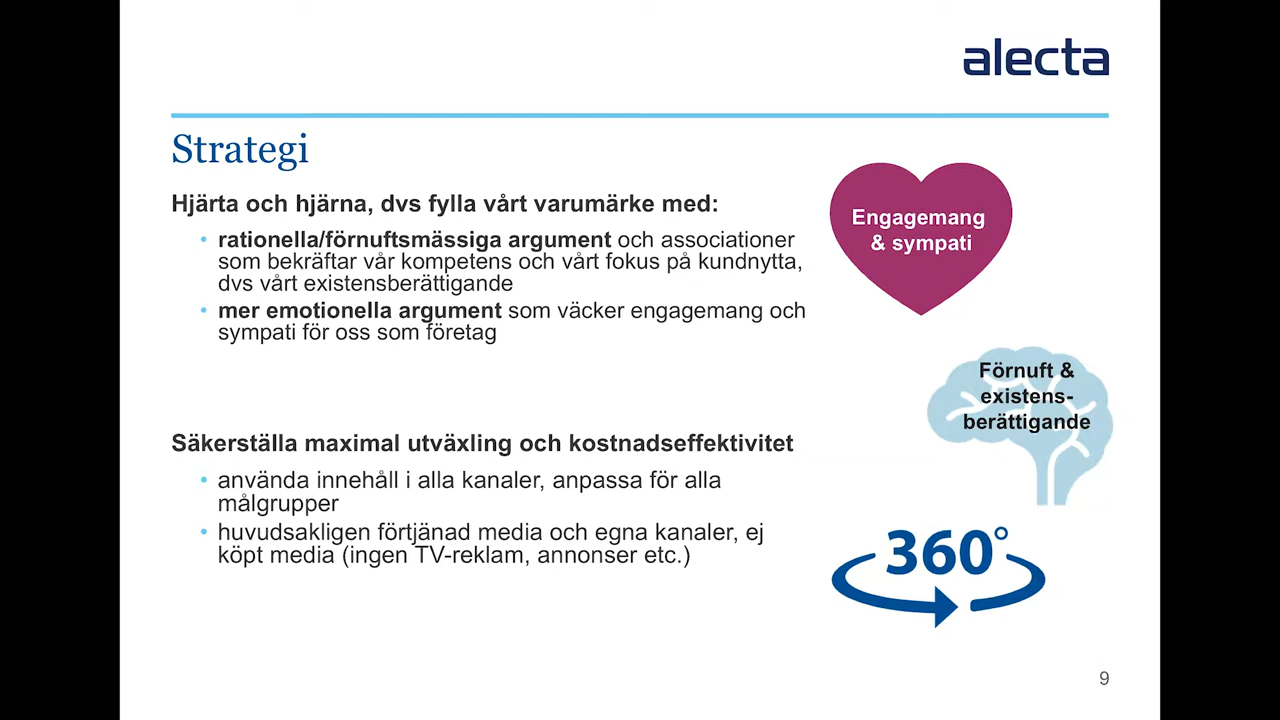 alecta
Strategi
Hjärta och hjärna, dvs fylla vårt varumärke med:
• rationella/förnuftsmässiga argument och associationer
som bekräftar vår kompetens och vårt fokus på kundnytta,
dvs vårt existensberättigande
• mer emotionella argument som väcker engagemang och
sympati för oss som företag
Engagemang
& sympati
Förnuft &
existens-
berättigande
Säkerställa maximal utväxling och kostnadseffektivitet
• använda innehåll i alla kanaler, anpassa för alla
målgrupper
• huvudsakligen förtjänad media och egna kanaler, ej
köpt media (ingen TV-reklam, annonser etc.)
360°
9